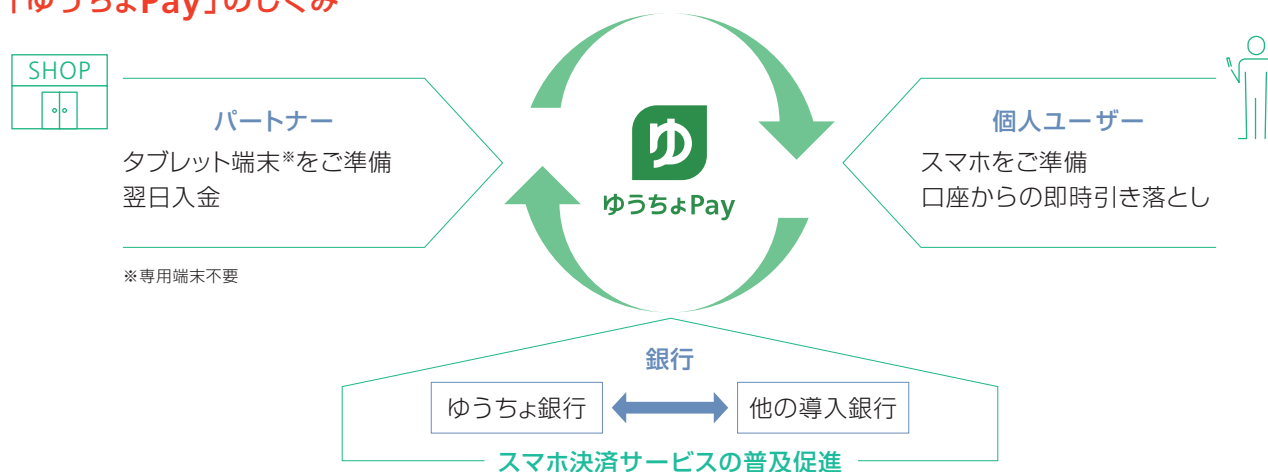 「ゆうちょPay」のしくみ
SHOP
パートナー
タブレット端末※をご準備
翌日入金
※専用端末不要
ゆ
ゆうちょPay
個人ユーザー
スマホをご準備
口座からの即時引き落とし
銀行
ゆうちょ銀行
他の導入銀行
スマホ決済サービスの普及促進